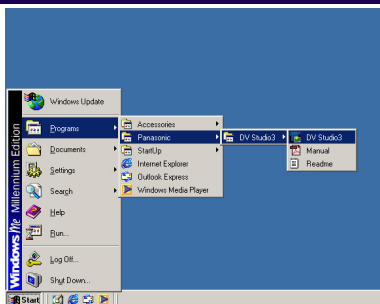 Windows Me Millennium Edition
Windows Update
Programs
Documents
Settings
Search
Help
Run...
Log Off...
Shut Down...
Start
Accessories
Panasonic
StartUp
Internet Explorer
Outlook Express
Windows Media Player
DV Studio3
DV Studio3
Manual
Readme